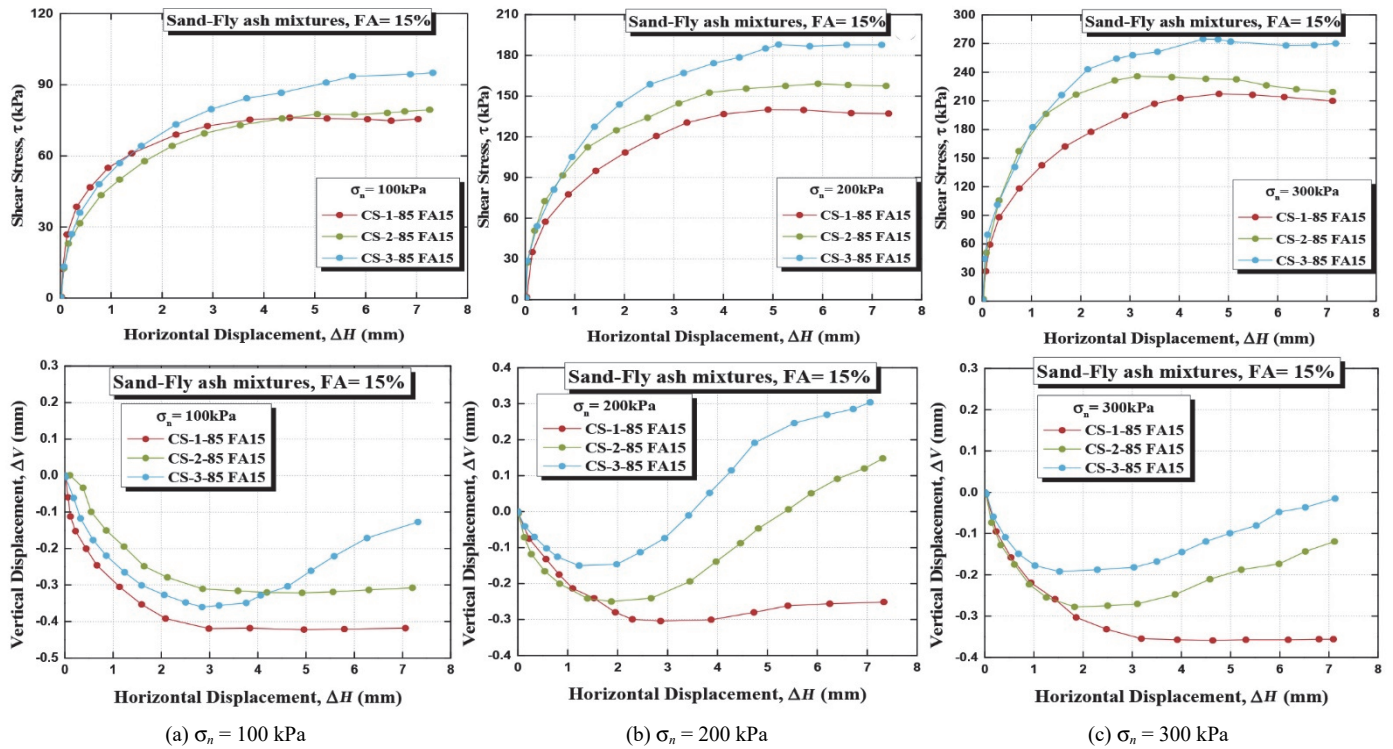 Sand-Fly ash mixtures, FA= 15%
Shear Stress, τ (kPa)
120
90
60
30
0
σn= 100kPa
CS-1-85 FA15
CS-2-85 FA15
CS-3-85 FA15
0 1 2 3 4 5 6 7 8
Horizontal Displacement, ΔH (mm)
Sand-Fly ash mixtures, FA= 15%
Shear Stress, τ (kPa)
210
180
150
120
90
60
30
0
σn= 200kPa
CS-1-85 FA15
CS-2-85 FA15
CS-3-85 FA15
0 1 2 3 4 5 6 7 8
Horizontal Displacement, ΔH (mm)
Sand-Fly ash mixtures, FA= 15%
Shear Stress, τ (kPa)
300
270
240
210
180
150
120
90
60
30
0
σn= 300kPa
CS-1-85 FA15
CS-2-85 FA15
CS-3-85 FA15
0 1 2 3 4 5 6 7 8
Horizontal Displacement, ΔH (mm)
Sand-Fly ash mixtures, FA= 15%
Vertical Displacement, ΔV (mm)
0.3
0.2
0.1
0.0
-0.1
-0.2
-0.3
-0.4
-0.5
σn= 100kPa
CS-1-85 FA15
CS-2-85 FA15
CS-3-85 FA15
0 1 2 3 4 5 6 7 8
Horizontal Displacement, ΔH (mm)
(a) σn = 100 kPa
Sand-Fly ash mixtures, FA= 15%
Vertical Displacement, ΔV (mm)
0.4
0.3
0.2
0.1
0.0
-0.1
-0.2
-0.3
-0.4
σn= 200kPa
CS-1-85 FA15
CS-2-85 FA15
CS-3-85 FA15
0 1 2 3 4 5 6 7 8
Horizontal Displacement, ΔH (mm)
(b) σn = 200 kPa
Sand-Fly ash mixtures, FA= 15%
Vertical Displacement, ΔV (mm)
0.3
0.2
0.1
0.0
-0.1
-0.2
-0.3
-0.4
σn= 300kPa
CS-1-85 FA15
CS-2-85 FA15
CS-3-85 FA15
0 1 2 3 4 5 6 7 8
Horizontal Displacement, ΔH (mm)
(c) σn = 300 kPa